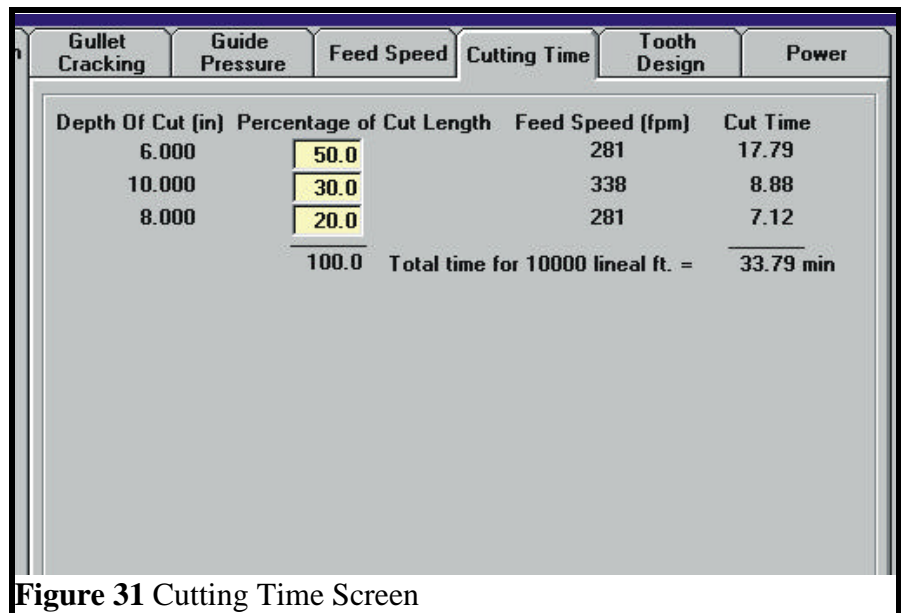 n
Gullet Cracking
Guide Pressure
Feed Speed
Cutting Time
Tooth Design
Power
Depth Of Cut (in) Percentage of Cut Length Feed Speed (fpm) Cut Time
6.000 50.0 281 17.79
10.000 30.0 338 8.88
8.000 20.0 281 7.12
100.0 Total time for 10000 lineal ft. = 33.79 min
Figure 31 Cutting Time Screen